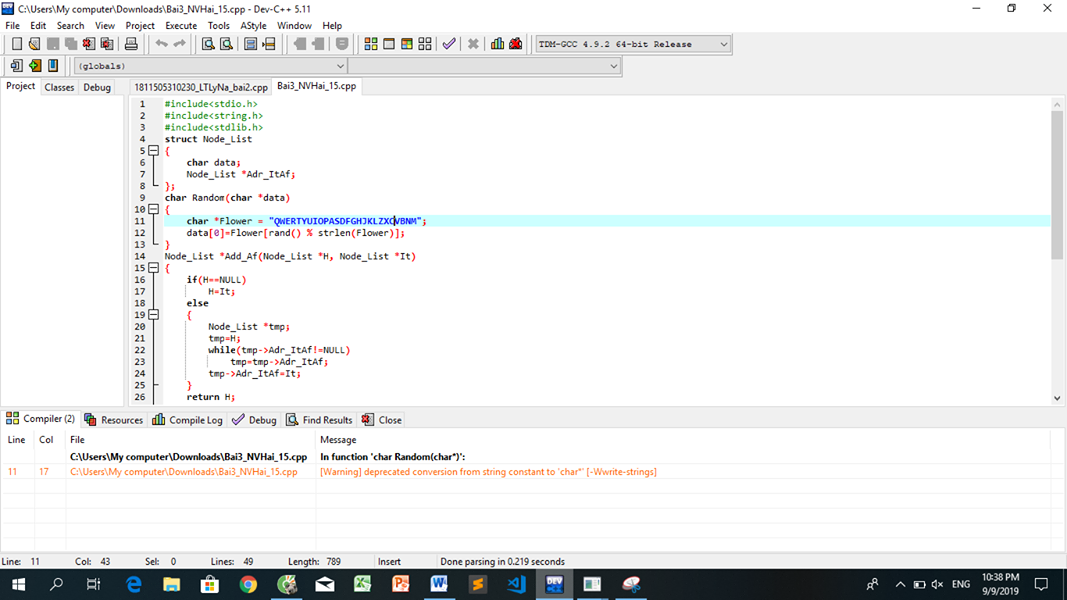 C:\Users\My computer\Downloads\Bai3_NVHai_15.cpp - Dev-C++ 5.11
File Edit Search View Project Execute Tools AStyle Window Help
TDM-GCC 4.9.2 64-bit Release
(globals)
Project Classes Debug 1811505310230_LTLyNa_bai2.cpp Bai3_NVHai_15.cpp
1 #include<stdio.h>
2 #include<string.h>
3 #include<stdlib.h>
4 struct Node_List
5 {
6 char data;
7 Node_List *Adr_ItAf;
8 };
9 char Random(char *data)
10 {
11 char *Flower = "QWERTYUIOPASDFGHJKLZXCVBNM";
12 data[0]=Flower[rand() % strlen(Flower)];
13 }
14 Node_List *Add_Af(Node_List *H, Node_List *It)
15 {
16 if(H==NULL)
17 H=It;
18 else
19 {
20 Node_List *tmp;
21 tmp=H;
22 while(tmp->Adr_ItAf!=NULL)
23 tmp=tmp->Adr_ItAf;
24 tmp->Adr_ItAf=It;
25 }
26 return H;
Compiler (2) Resources Compile Log Debug Find Results Close
Line Col File Message
C:\Users\My computer\Downloads\Bai3_NVHai_15.cpp In function 'char Random(char*)':
11 17 C:\Users\My computer\Downloads\Bai3_NVHai_15.cpp [Warning] deprecated conversion from string constant to 'char*' [-Wwrite-strings]
Line: 11 Col: 43 Sel: 0 Lines: 49 Length: 789 Insert Done parsing in 0.219 seconds
ENG 10:38 PM
9/9/2019